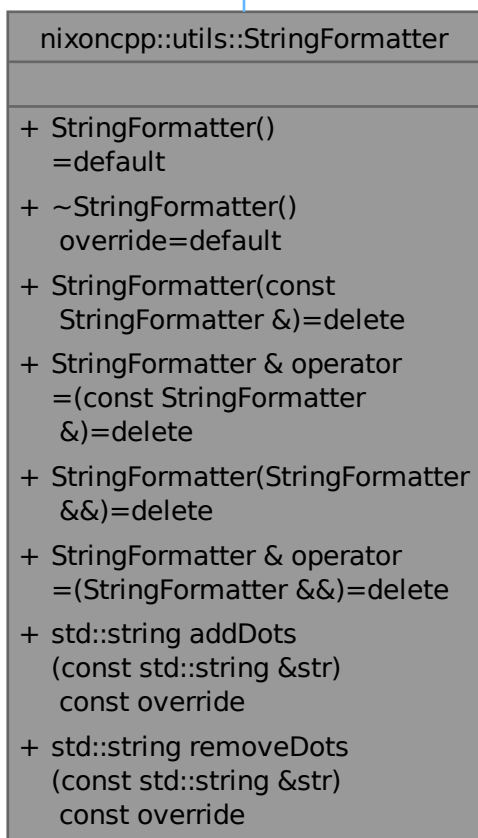 nixoncpp::utils::StringFormatter
+ StringFormatter()
=default
+ ~StringFormatter()
override=default
+ StringFormatter(const
StringFormatter &)=delete
+ StringFormatter & operator
=(const StringFormatter
&)=delete
+ StringFormatter(StringFormatter
&&)=delete
+ StringFormatter & operator
=(StringFormatter &&)=delete
+ std::string addDots
(const std::string &str)
const override
+ std::string removeDots
(const std::string &str)
const override